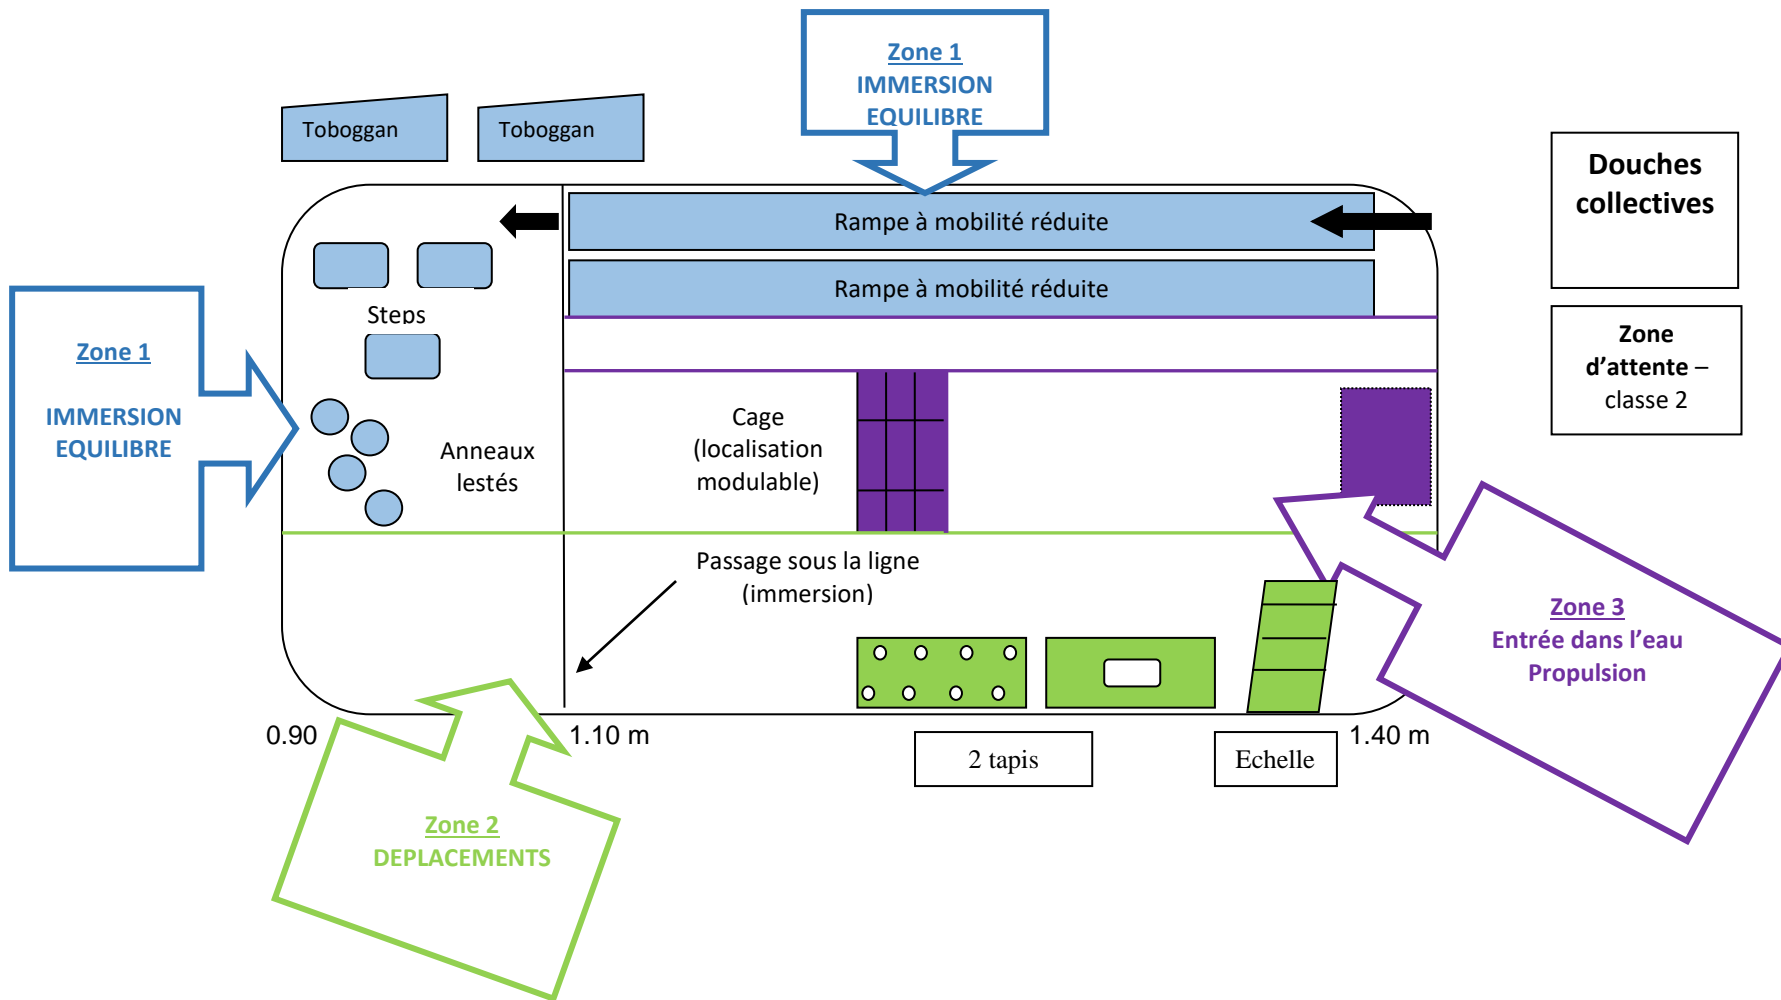 Zone 1
IMMERSION
EQUILIBRE
Toboggan
Toboggan
Douches
collectives
Rampe à mobilité réduite
Rampe à mobilité réduite
Steps
Zone
d’attente –
classe 2
Zone 1
IMMERSION
EQUILIBRE
Cage
(localisation
modulable)
Anneaux
lestés
Passage sous la ligne
(immersion)
Zone 3
Entrée dans l’eau
Propulsion
0.90
1.10 m
1.40 m
2 tapis
Echelle
Zone 2
DEPLACEMENTS